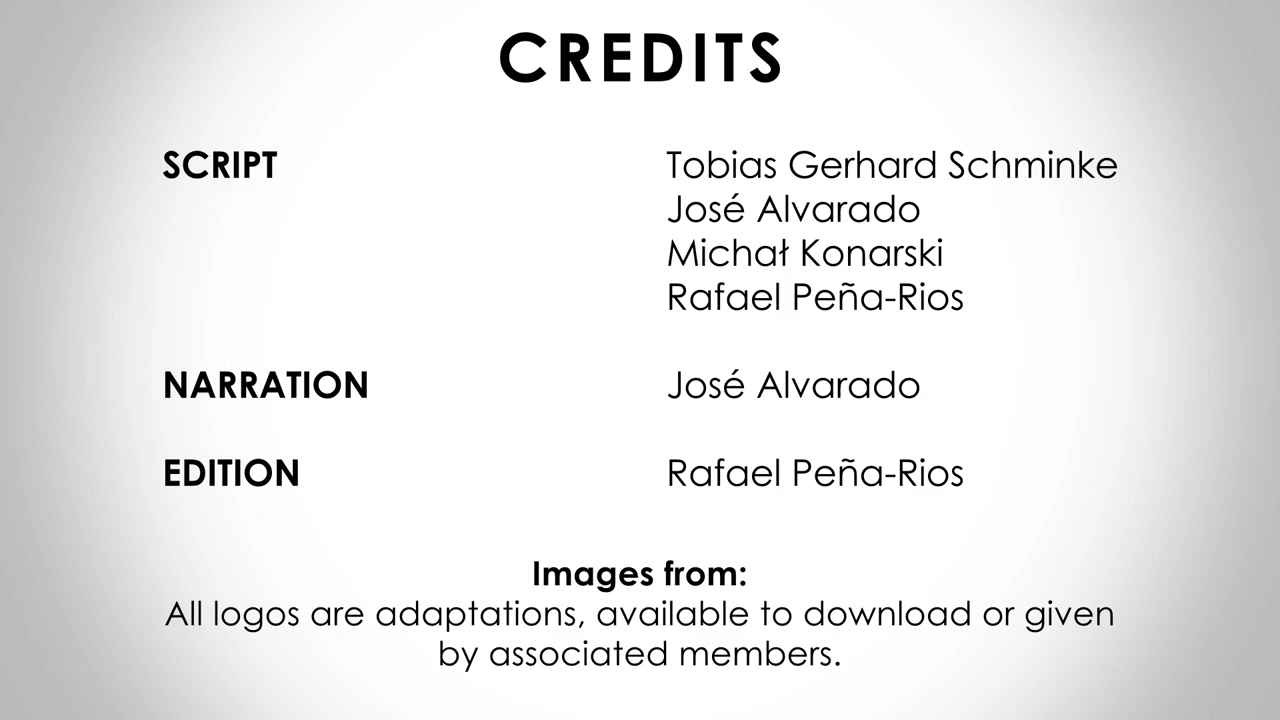 CREDITS
SCRIPT Tobias Gerhard Schminke
José Alvarado
Michał Konarski
Rafael Peña-Rios
NARRATION José Alvarado
EDITION Rafael Peña-Rios
Images from:
All logos are adaptations, available to download or given
by associated members.